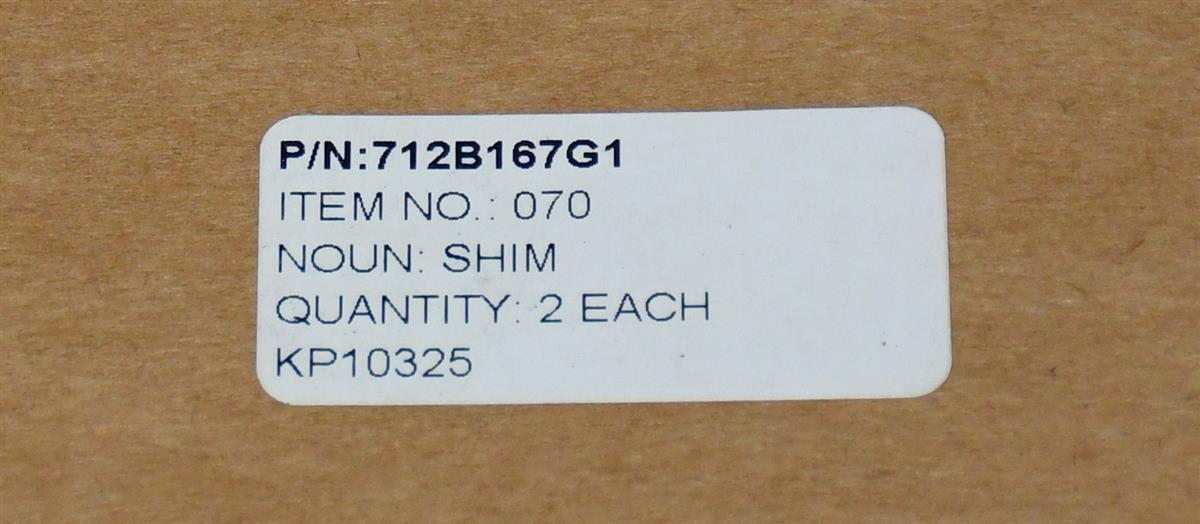 P/N:712B167G1
ITEM NO.: 070
NOUN: SHIM
QUANTITY: 2 EACH
KP10325